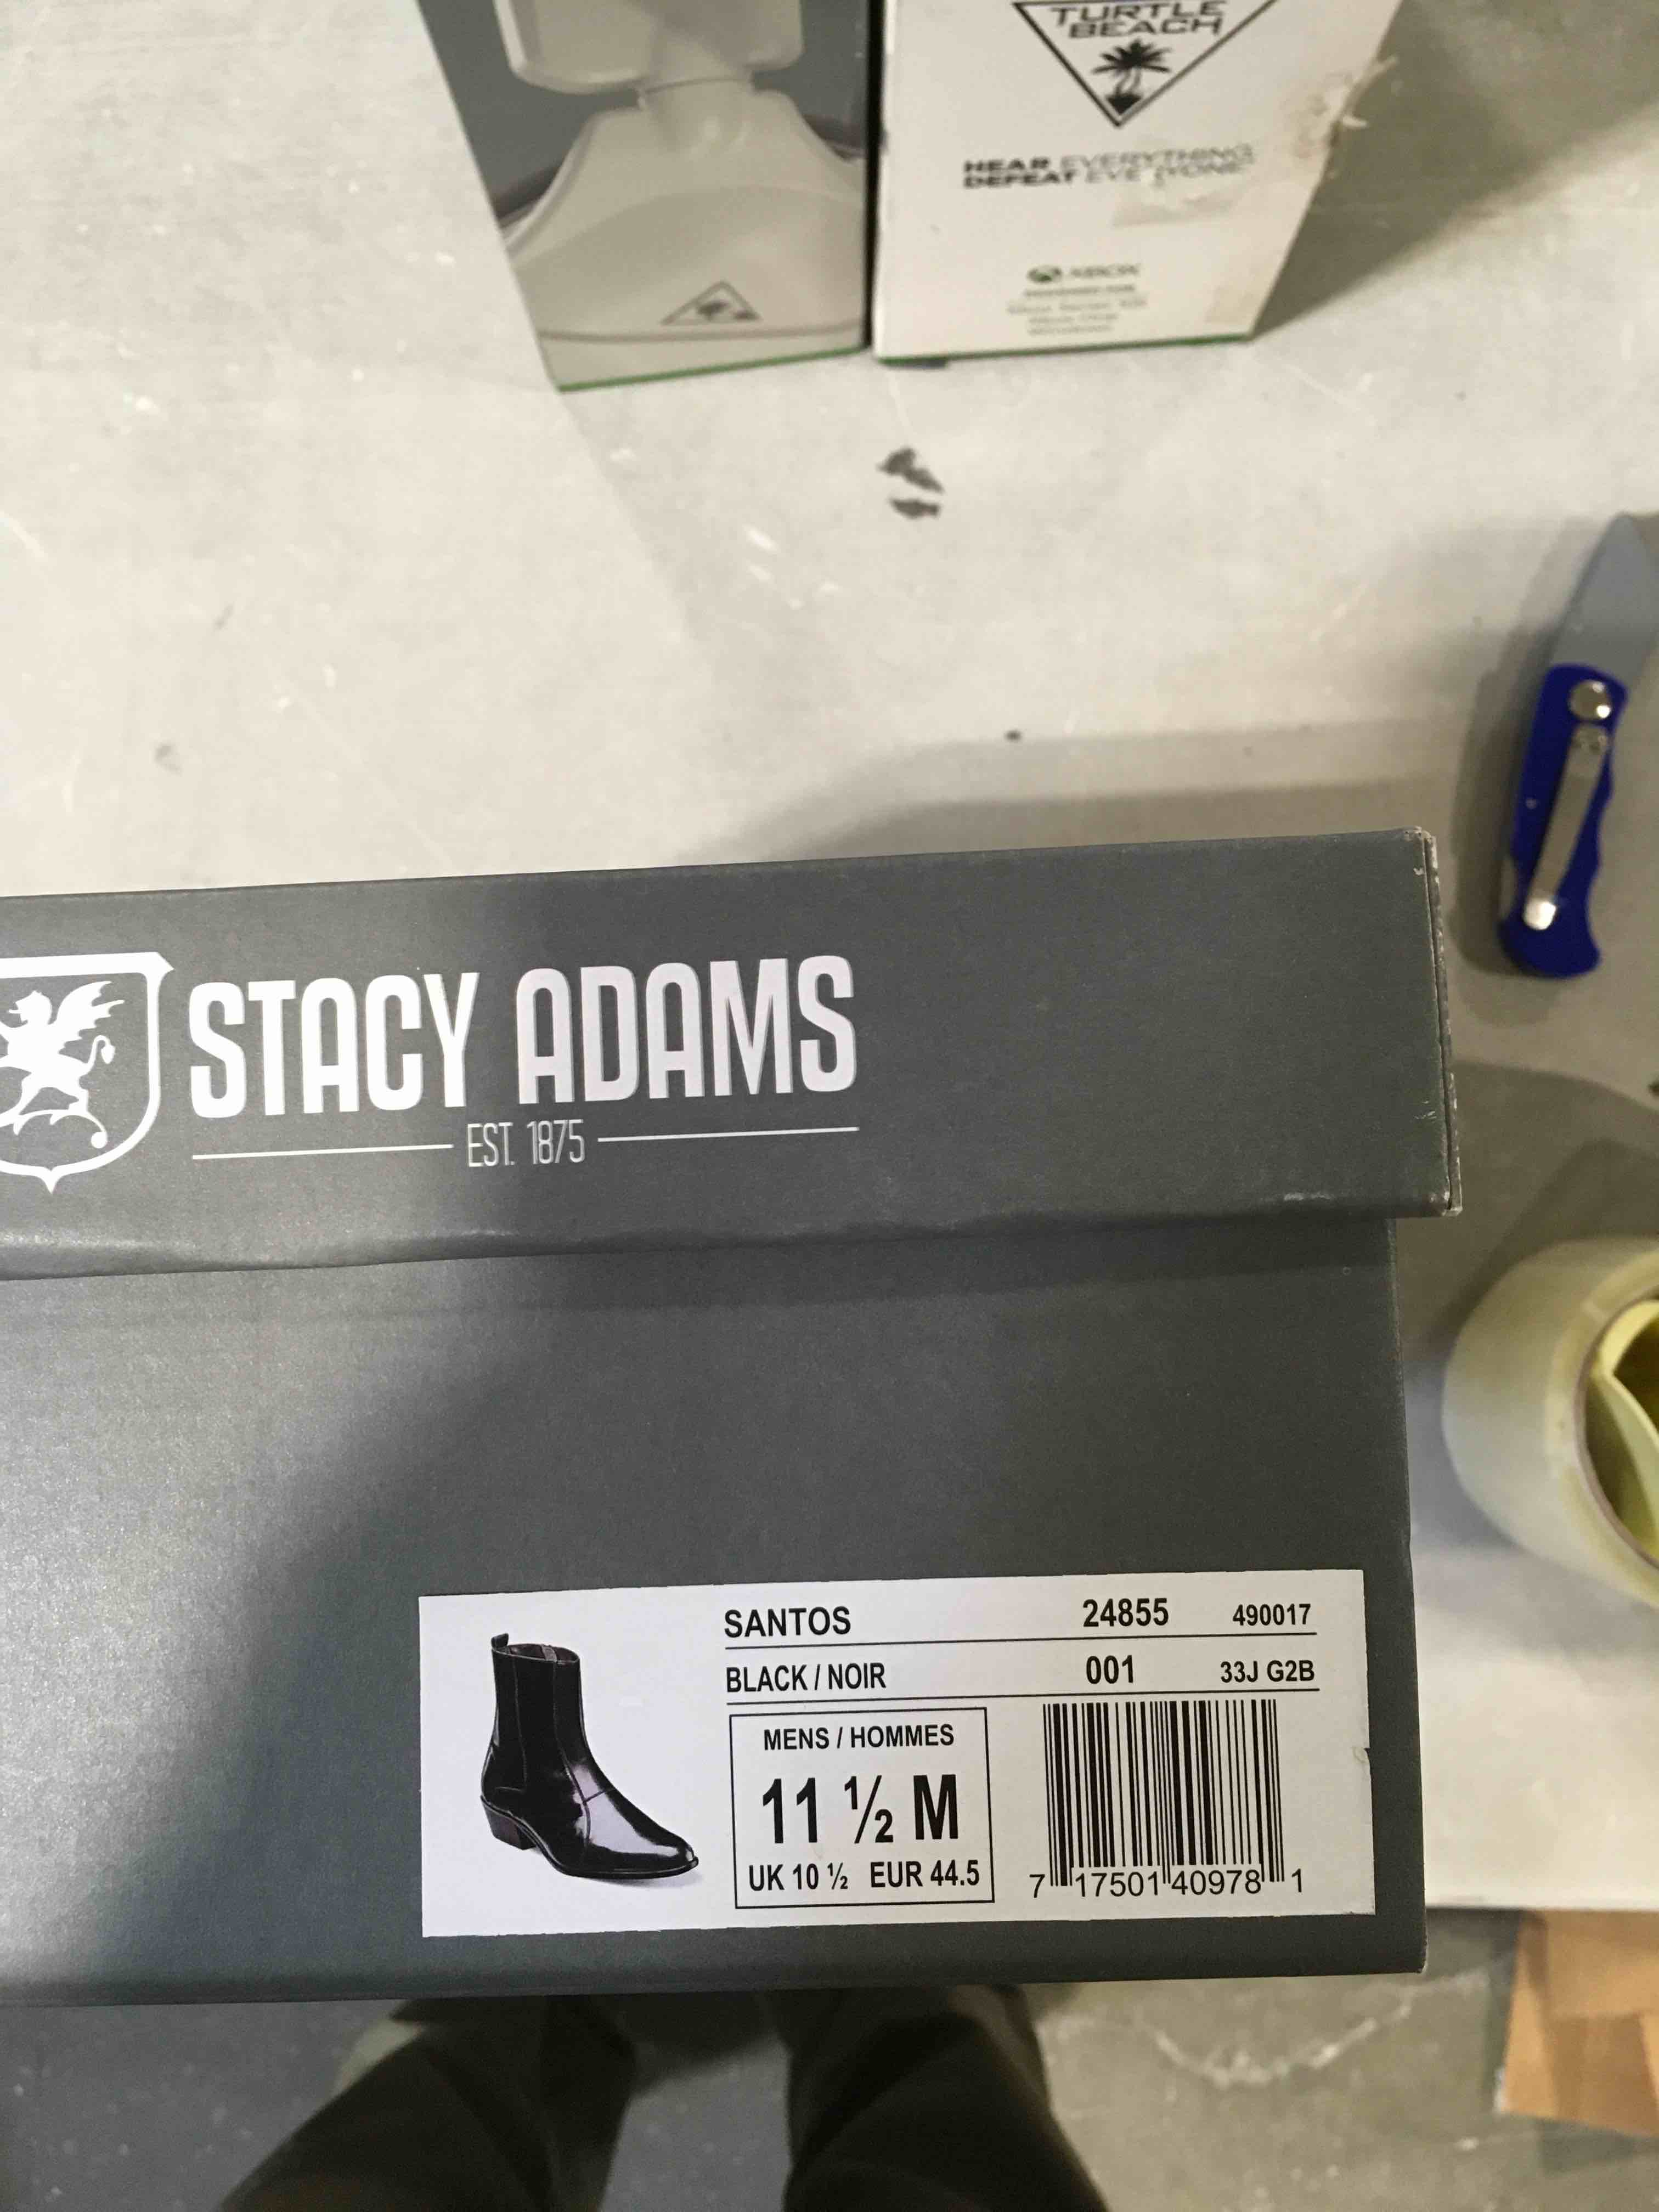 TURTLE
BEACH
HEAR EVERYTHING.
DEFEAT EVERYONE.
XBOX
STACY ADAMS
EST. 1875
SANTOS 24855 490017
BLACK / NOIR 001 33J G2B
MENS / HOMMES
11 ½ M
UK 10 ½ EUR 44.5
7 17501 40978 1